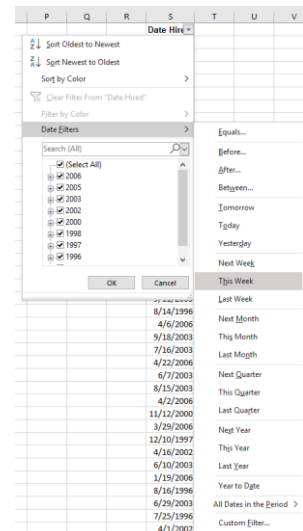 P Q R S T U V
Date Hire
Sort Oldest to Newest
Sort Newest to Oldest
Sort by Color
Clear Filter From "Date Hired"
Filter by Color
Date Filters
Search (All)
(Select All)
2006
2005
2003
2002
2000
1998
1997
1996
OK Cancel
Equals...
Before...
After...
Between...
Tomorrow
Today
Yesterday
Next Week
This Week
Last Week
Next Month
This Month
Last Month
Next Quarter
This Quarter
Last Quarter
Next Year
This Year
Last Year
Year to Date
All Dates in the Period
Custom Filter...
8/14/1996
4/6/2006
9/18/2003
7/16/2003
4/22/2006
6/7/2003
8/15/2003
4/2/2006
11/12/2000
3/29/2006
12/10/1997
4/16/2002
6/10/2003
1/19/2006
8/16/1996
6/29/2003
7/25/1996
4/1/2002